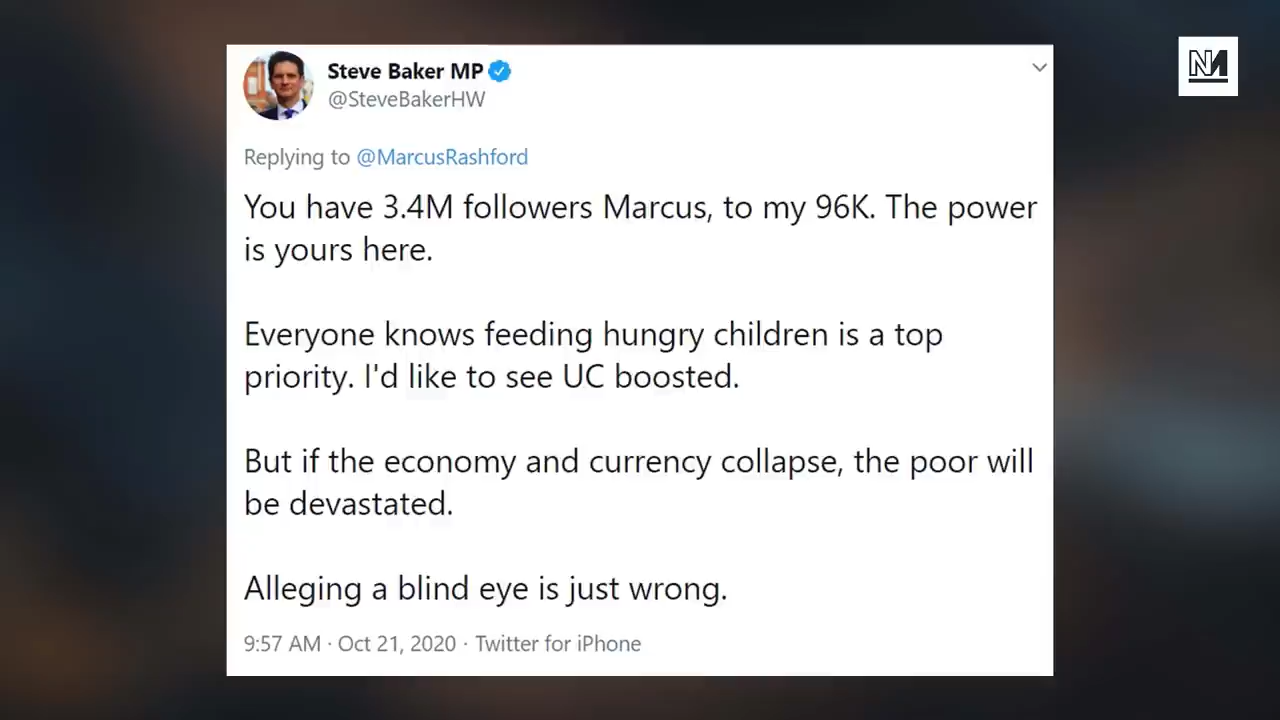 Steve Baker MP
@SteveBakerHW
NM
Replying to @MarcusRashford
You have 3.4M followers Marcus, to my 96K. The power
is yours here.
Everyone knows feeding hungry children is a top
priority. I'd like to see UC boosted.
But if the economy and currency collapse, the poor will
be devastated.
Alleging a blind eye is just wrong.
9:57 AM · Oct 21, 2020 · Twitter for iPhone